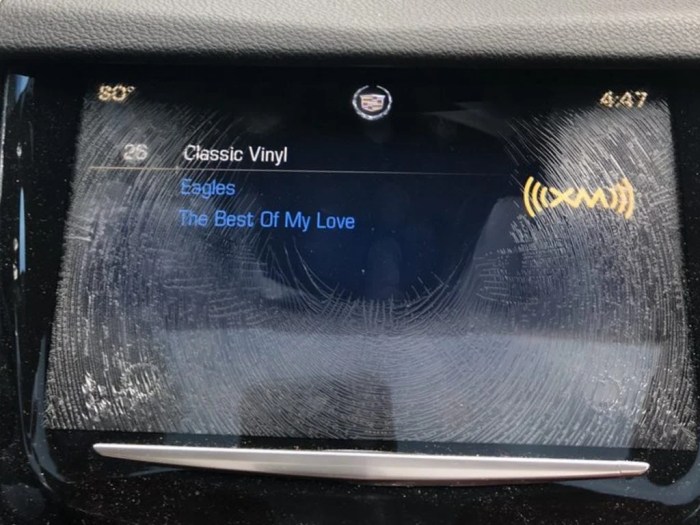 80°
4:47
26 Classic Vinyl
Eagles
The Best Of My Love
((XM))